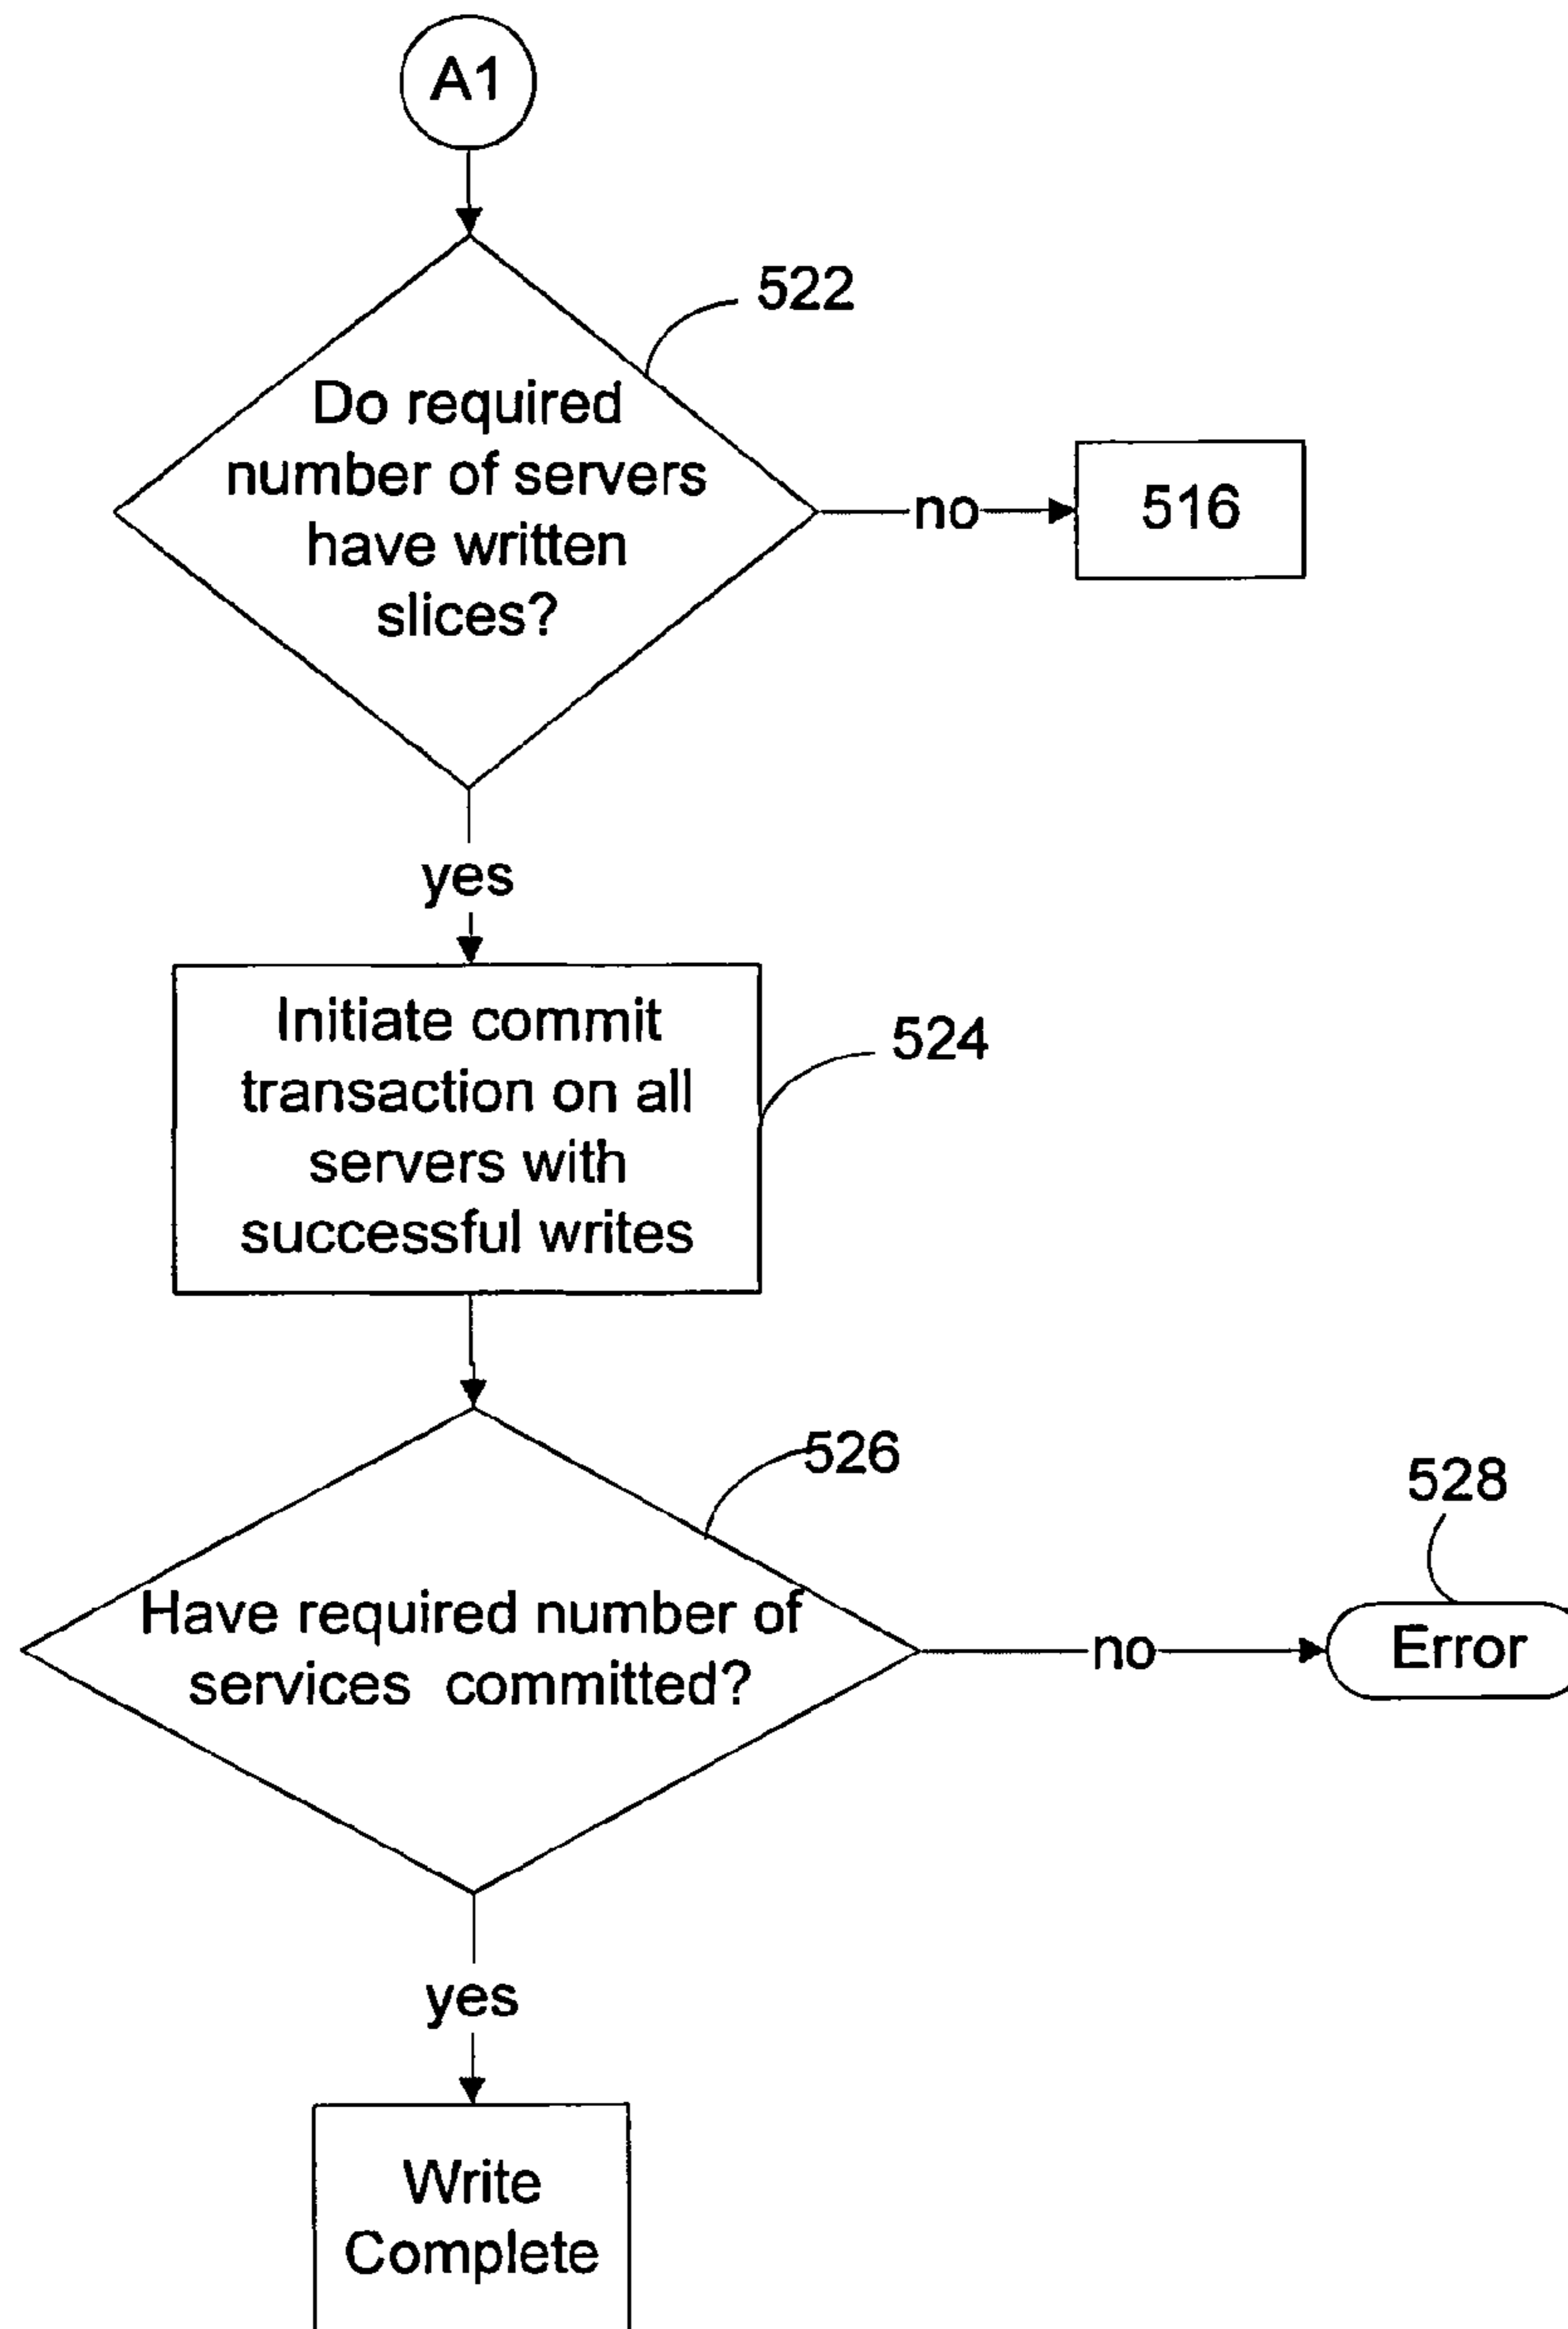 A1
522
Do required
number of servers
have written
slices?
no
516
yes
Initiate commit
transaction on all
servers with
successful writes
524
526
Have required number of
services committed?
no
528
Error
yes
Write
Complete